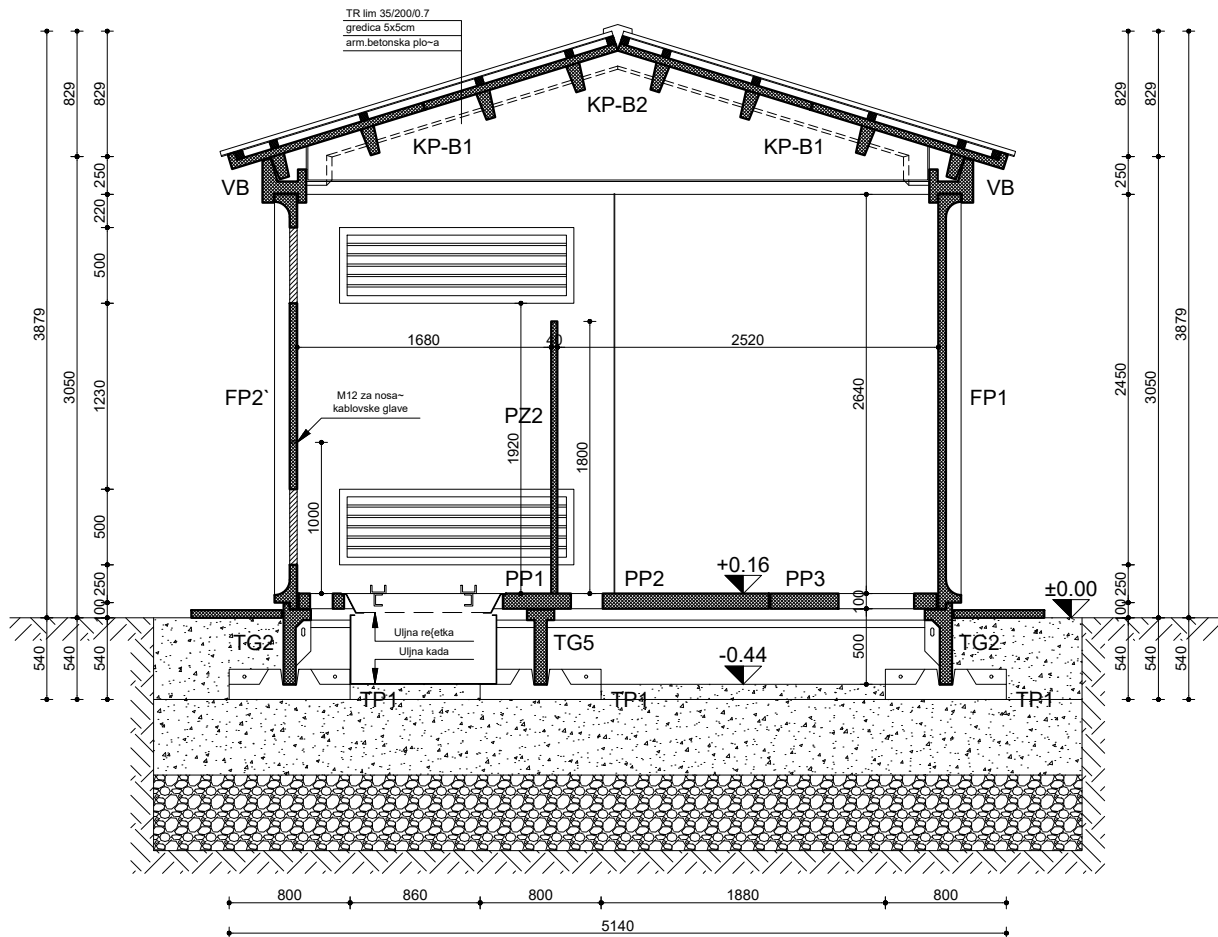 TR lim 35/200/0.7
gredica 5x5cm
arm.betonska plo~a
829
829
829
829
829
KP-B2
KP-B1
KP-B1
VB
VB
250
250
220
500
1680
40
2520
3879
3050
1230
FP2`
M12 za nosa~
kablovske glave
PZ2
1920
1800
1000
2640
FP1
2450
3050
3879
500
250
100
PP1
PP2
+0.16
PP3
±0.00
100
250
100
540
540
540
TG2
Uljna re{etka
Uljna kada
TG5
-0.44
500
TG2
540
540
540
TP1
TP1
TP1
800
860
800
1880
800
5140